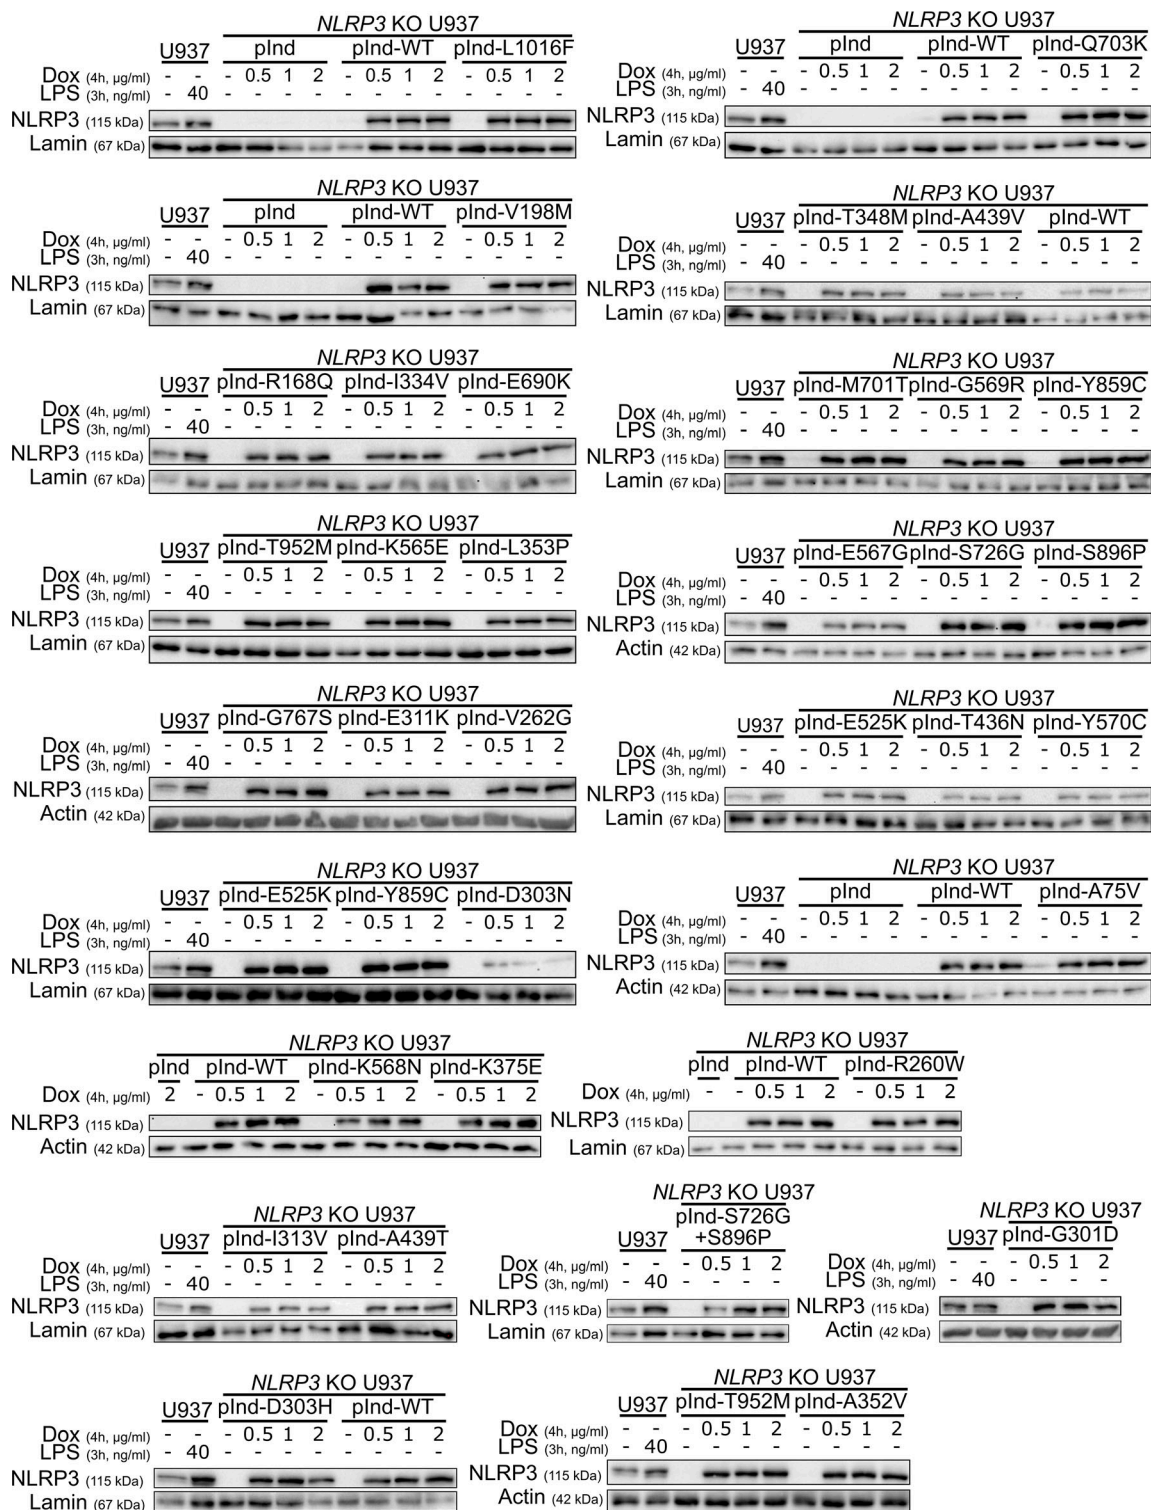 NLRP3 KO U937
U937 pInd pInd-WT pInd-L1016F
Dox (4h, µg/ml) - - - 0.5 1 2 - 0.5 1 2 - 0.5 1 2
LPS (3h, ng/ml) - 40 - - - - - - - - - - - -
NLRP3 (115 kDa)
Lamin (67 kDa)
NLRP3 KO U937
U937 pInd pInd-WT pInd-Q703K
Dox (4h, µg/ml) - - - 0.5 1 2 - 0.5 1 2 - 0.5 1 2
LPS (3h, ng/ml) - 40 - - - - - - - - - - - -
NLRP3 (115 kDa)
Lamin (67 kDa)
NLRP3 KO U937
U937 pInd pInd-WT pInd-V198M
Dox (4h, µg/ml) - - - 0.5 1 2 - 0.5 1 2 - 0.5 1 2
LPS (3h, ng/ml) - 40 - - - - - - - - - - - -
NLRP3 (115 kDa)
Lamin (67 kDa)
NLRP3 KO U937
U937 pInd-T348M pInd-A439V pInd-WT
Dox (4h, µg/ml) - - - 0.5 1 2 - 0.5 1 2 - 0.5 1 2
LPS (3h, ng/ml) - 40 - - - - - - - - - - - -
NLRP3 (115 kDa)
Lamin (67 kDa)
NLRP3 KO U937
U937 pInd-R168Q pInd-I334V pInd-E690K
Dox (4h, µg/ml) - - - 0.5 1 2 - 0.5 1 2 - 0.5 1 2
LPS (3h, ng/ml) - 40 - - - - - - - - - - - -
NLRP3 (115 kDa)
Lamin (67 kDa)
NLRP3 KO U937
U937 pInd-M701T pInd-G569R pInd-Y859C
Dox (4h, µg/ml) - - - 0.5 1 2 - 0.5 1 2 - 0.5 1 2
LPS (3h, ng/ml) - 40 - - - - - - - - - - - -
NLRP3 (115 kDa)
Lamin (67 kDa)
NLRP3 KO U937
U937 pInd-T952M pInd-K565E pInd-L353P
Dox (4h, µg/ml) - - - 0.5 1 2 - 0.5 1 2 - 0.5 1 2
LPS (3h, ng/ml) - 40 - - - - - - - - - - - -
NLRP3 (115 kDa)
Lamin (67 kDa)
NLRP3 KO U937
U937 pInd-E567G pInd-S726G pInd-S896P
Dox (4h, µg/ml) - - - 0.5 1 2 - 0.5 1 2 - 0.5 1 2
LPS (3h, ng/ml) - 40 - - - - - - - - - - - -
NLRP3 (115 kDa)
Actin (42 kDa)
NLRP3 KO U937
U937 pInd-G767S pInd-E311K pInd-V262G
Dox (4h, µg/ml) - - - 0.5 1 2 - 0.5 1 2 - 0.5 1 2
LPS (3h, ng/ml) - 40 - - - - - - - - - - - -
NLRP3 (115 kDa)
Actin (42 kDa)
NLRP3 KO U937
U937 pInd-E525K pInd-T436N pInd-Y570C
Dox (4h, µg/ml) - - - 0.5 1 2 - 0.5 1 2 - 0.5 1 2
LPS (3h, ng/ml) - 40 - - - - - - - - - - - -
NLRP3 (115 kDa)
Lamin (67 kDa)
NLRP3 KO U937
U937 pInd-E525K pInd-Y859C pInd-D303N
Dox (4h, µg/ml) - - - 0.5 1 2 - 0.5 1 2 - 0.5 1 2
LPS (3h, ng/ml) - 40 - - - - - - - - - - - -
NLRP3 (115 kDa)
Lamin (67 kDa)
NLRP3 KO U937
U937 pInd pInd-WT pInd-A75V
Dox (4h, µg/ml) - - - 0.5 1 2 - 0.5 1 2 - 0.5 1 2
LPS (3h, ng/ml) - 40 - - - - - - - - - - - -
NLRP3 (115 kDa)
Actin (42 kDa)
NLRP3 KO U937
pInd pInd-WT pInd-K568N pInd-K375E
Dox (4h, µg/ml) 2 - 0.5 1 2 - 0.5 1 2 - 0.5 1 2
NLRP3 (115 kDa)
Actin (42 kDa)
NLRP3 KO U937
pInd pInd-WT pInd-R260W
Dox (4h, µg/ml) - - 0.5 1 2 - 0.5 1 2
NLRP3 (115 kDa)
Lamin (67 kDa)
NLRP3 KO U937
U937 pInd-I313V pInd-A439T
Dox (4h, µg/ml) - - - 0.5 1 2 - 0.5 1 2
LPS (3h, ng/ml) - 40 - - - - - - - -
NLRP3 (115 kDa)
Lamin (67 kDa)
NLRP3 KO U937
pInd-S726G
U937 +S896P
Dox (4h, µg/ml) - - - 0.5 1 2
LPS (3h, ng/ml) - 40 - - - -
NLRP3 (115 kDa)
Lamin (67 kDa)
NLRP3 KO U937
U937 pInd-G301D
Dox (4h, µg/ml) - - - 0.5 1 2
LPS (3h, ng/ml) - 40 - - - -
NLRP3 (115 kDa)
Actin (42 kDa)
NLRP3 KO U937
U937 pInd-D303H pInd-WT
Dox (4h, µg/ml) - - - 0.5 1 2 - 0.5 1 2
LPS (3h, ng/ml) - 40 - - - - - - - -
NLRP3 (115 kDa)
Lamin (67 kDa)
NLRP3 KO U937
U937 pInd-T952M pInd-A352V
Dox (4h, µg/ml) - - - 0.5 1 2 - 0.5 1 2
LPS (3h, ng/ml) - 40 - - - - - - - -
NLRP3 (115 kDa)
Actin (42 kDa)